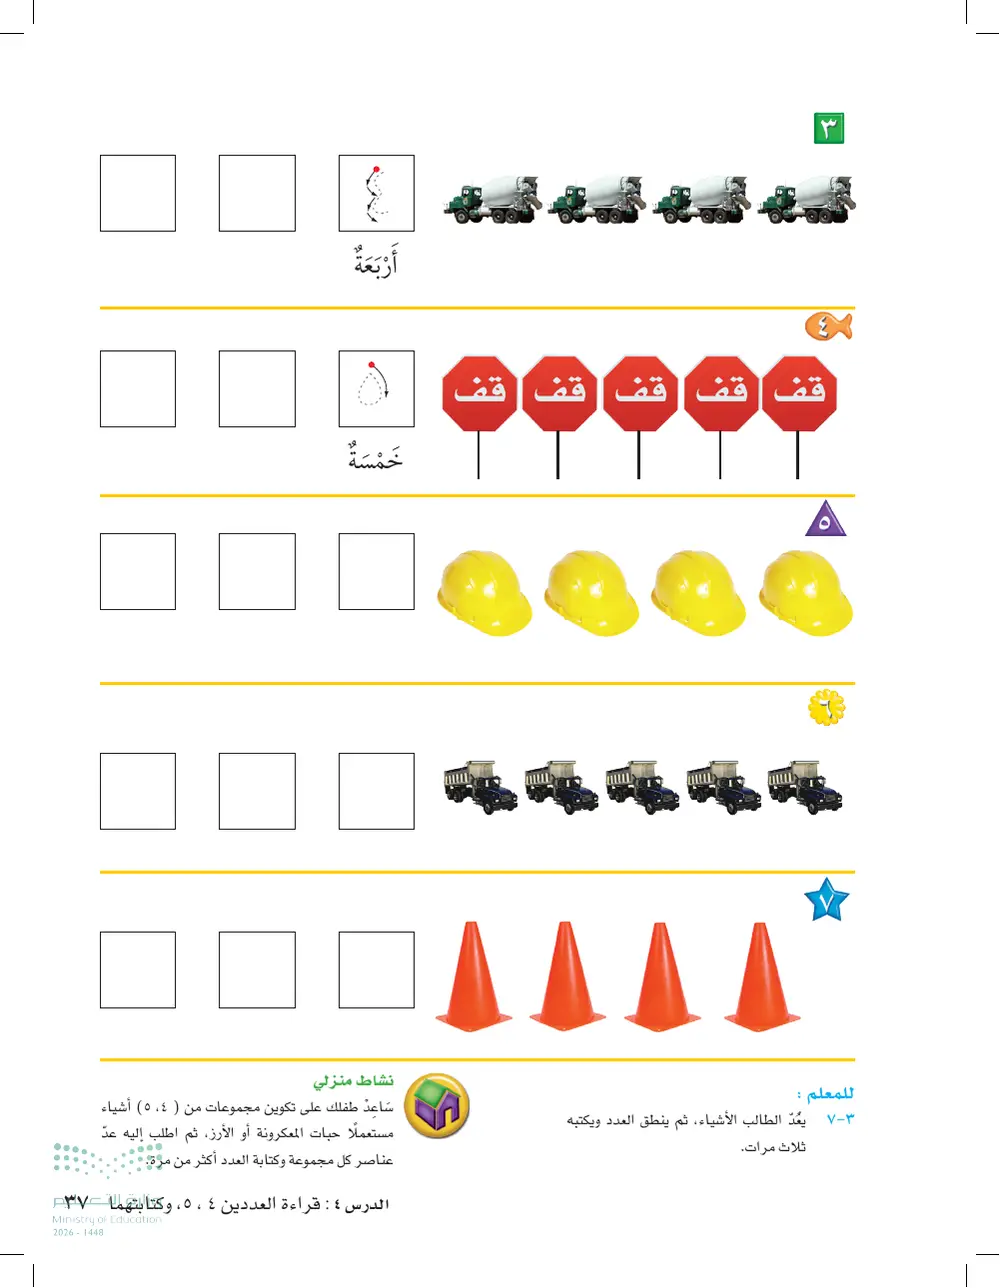 ٣
أَرْبَعَةٌ
٤
قف قف قف قف قف
خَمْسَةٌ
٥
٦
٧
للمعلم :
٣-٧ يَعُدّ الطالب الأشياء، ثم ينطق العدد ويكتبه
ثلاث مرات.
نشاط منزلي
سَاعِدْ طفلك على تكوين مجموعات من ( ٤، ٥) أشياء
مستعملًا حبات المعكرونة أو الأرز، ثم اطلب إليه عدّ
عناصر كل مجموعة وكتابة العدد أكثر من مرة.
الدرس ٤ : قراءة العددين ٤ ، ٥، وكتابتهما ٣٧
وزارة التعليم
Ministry of Education
2026 - 1448